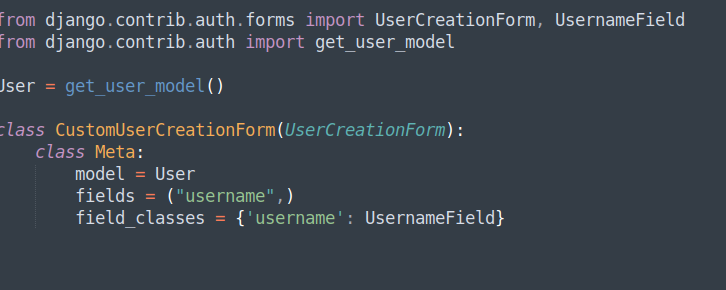 from django.contrib.auth.forms import UserCreationForm, UsernameField
from django.contrib.auth import get_user_model
User = get_user_model()
class CustomUserCreationForm(UserCreationForm):
class Meta:
model = User
fields = ("username",)
field_classes = {'username': UsernameField}